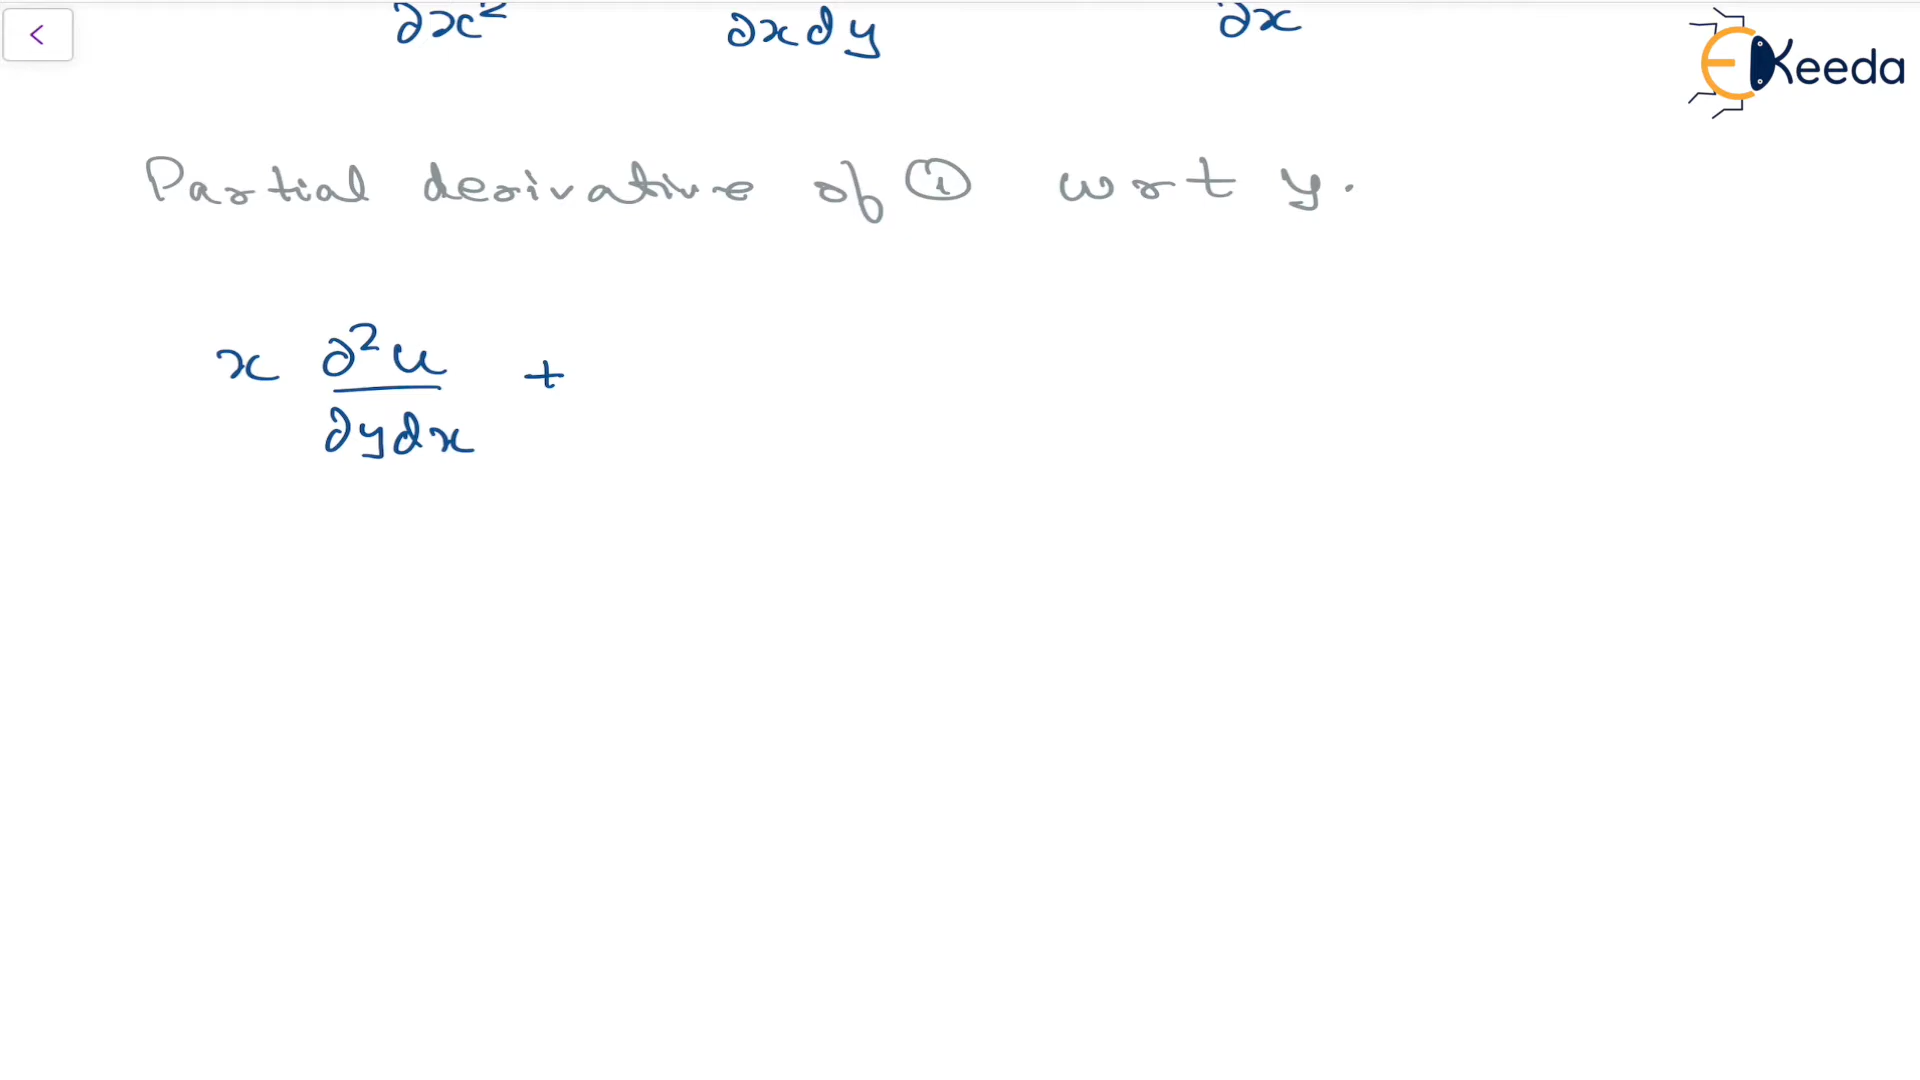 ∂x² ∂x∂y ∂x
EKeeda
Partial derivative of ① wrt y.
x ∂²u +
∂y∂x